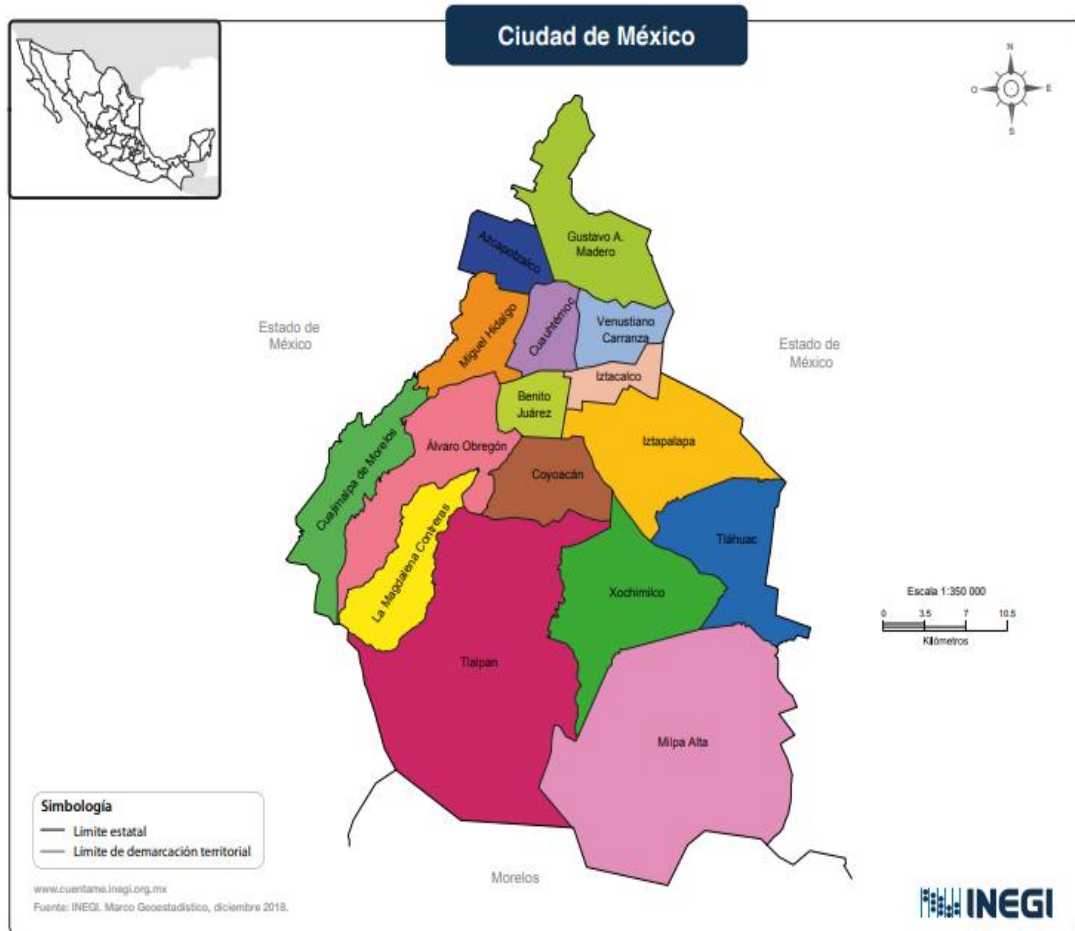 Ciudad de México
N
O
E
S
Gustavo A.
Madero
Azcapotzalco
Miguel Hidalgo
Cuauhtémoc
Venustiano
Carranza
Estado de
México
Estado de
México
Iztacalco
Benito
Juárez
Cuajimalpa de Morelos
Álvaro Obregón
Iztapalapa
Coyoacán
La Magdalena Contreras
Tláhuac
Xochimilco
Escala 1:350 000
0 3.5 7 10.5
Kilómetros
Tlalpan
Milpa Alta
Simbología
Límite estatal
Límite de demarcación territorial
Morelos
www.cuentame.inegi.org.mx
Fuente: INEGI. Marco Geoestadístico, diciembre 2018.
INEGI